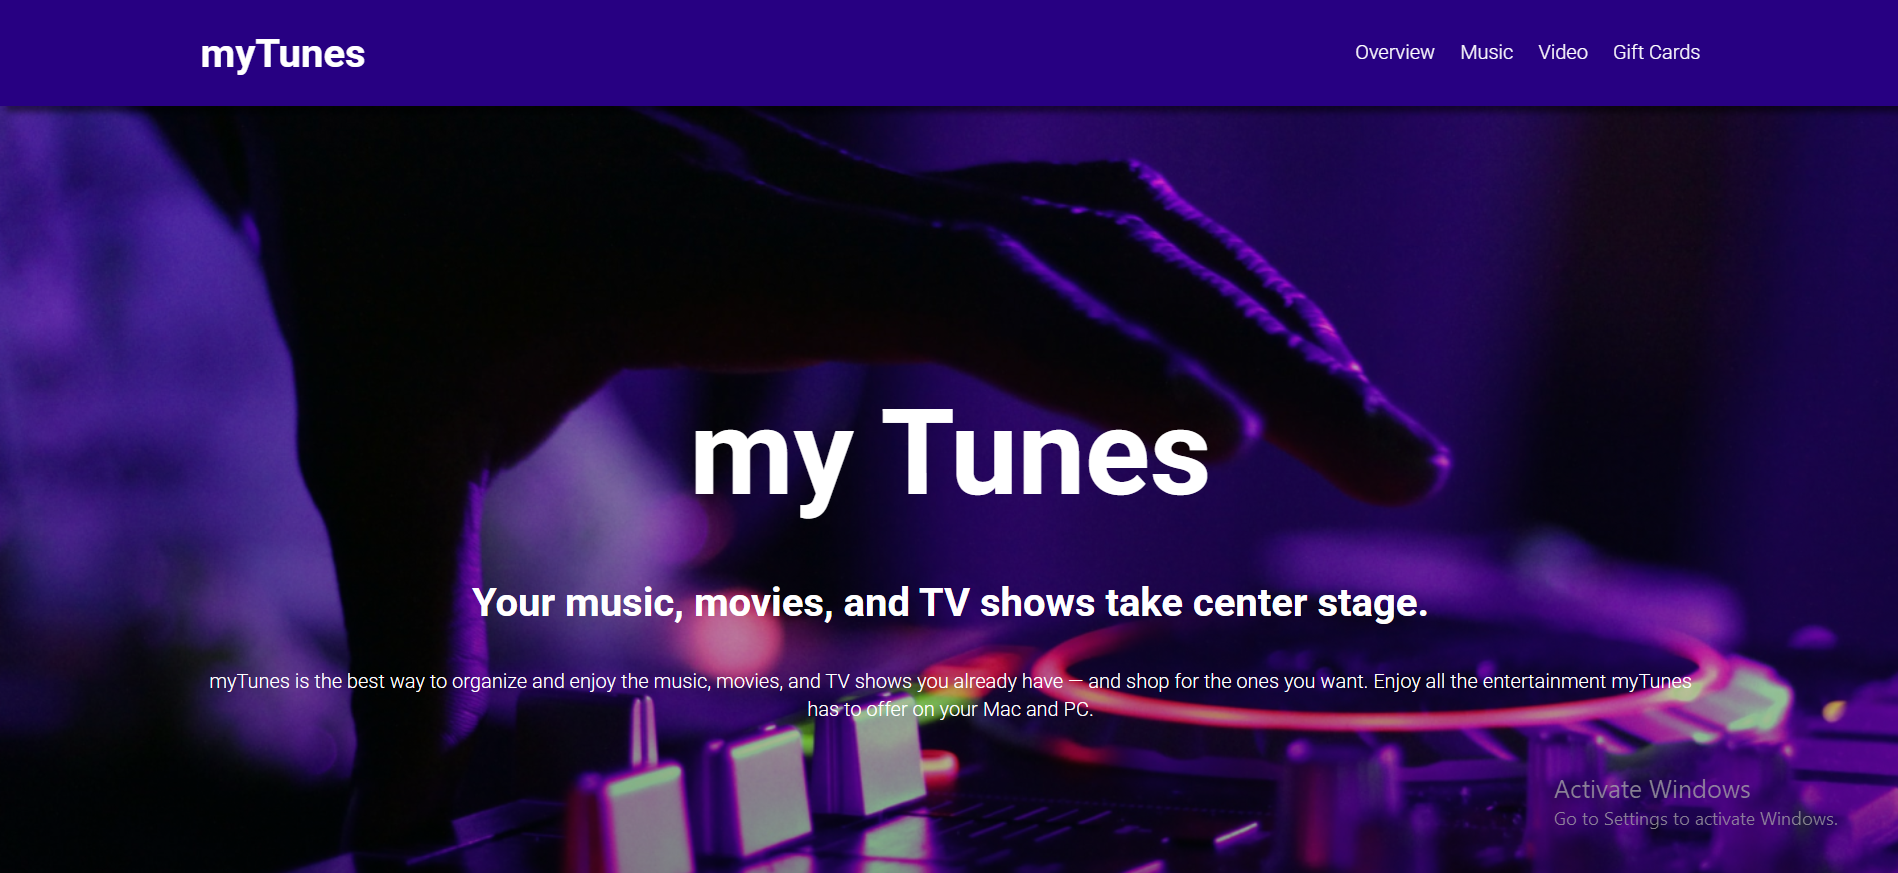 myTunes
Overview Music Video Gift Cards
my Tunes
Your music, movies, and TV shows take center stage.
myTunes is the best way to organize and enjoy the music, movies, and TV shows you already have — and shop for the ones you want. Enjoy all the entertainment myTunes
has to offer on your Mac and PC.
Activate Windows
Go to Settings to activate Windows.